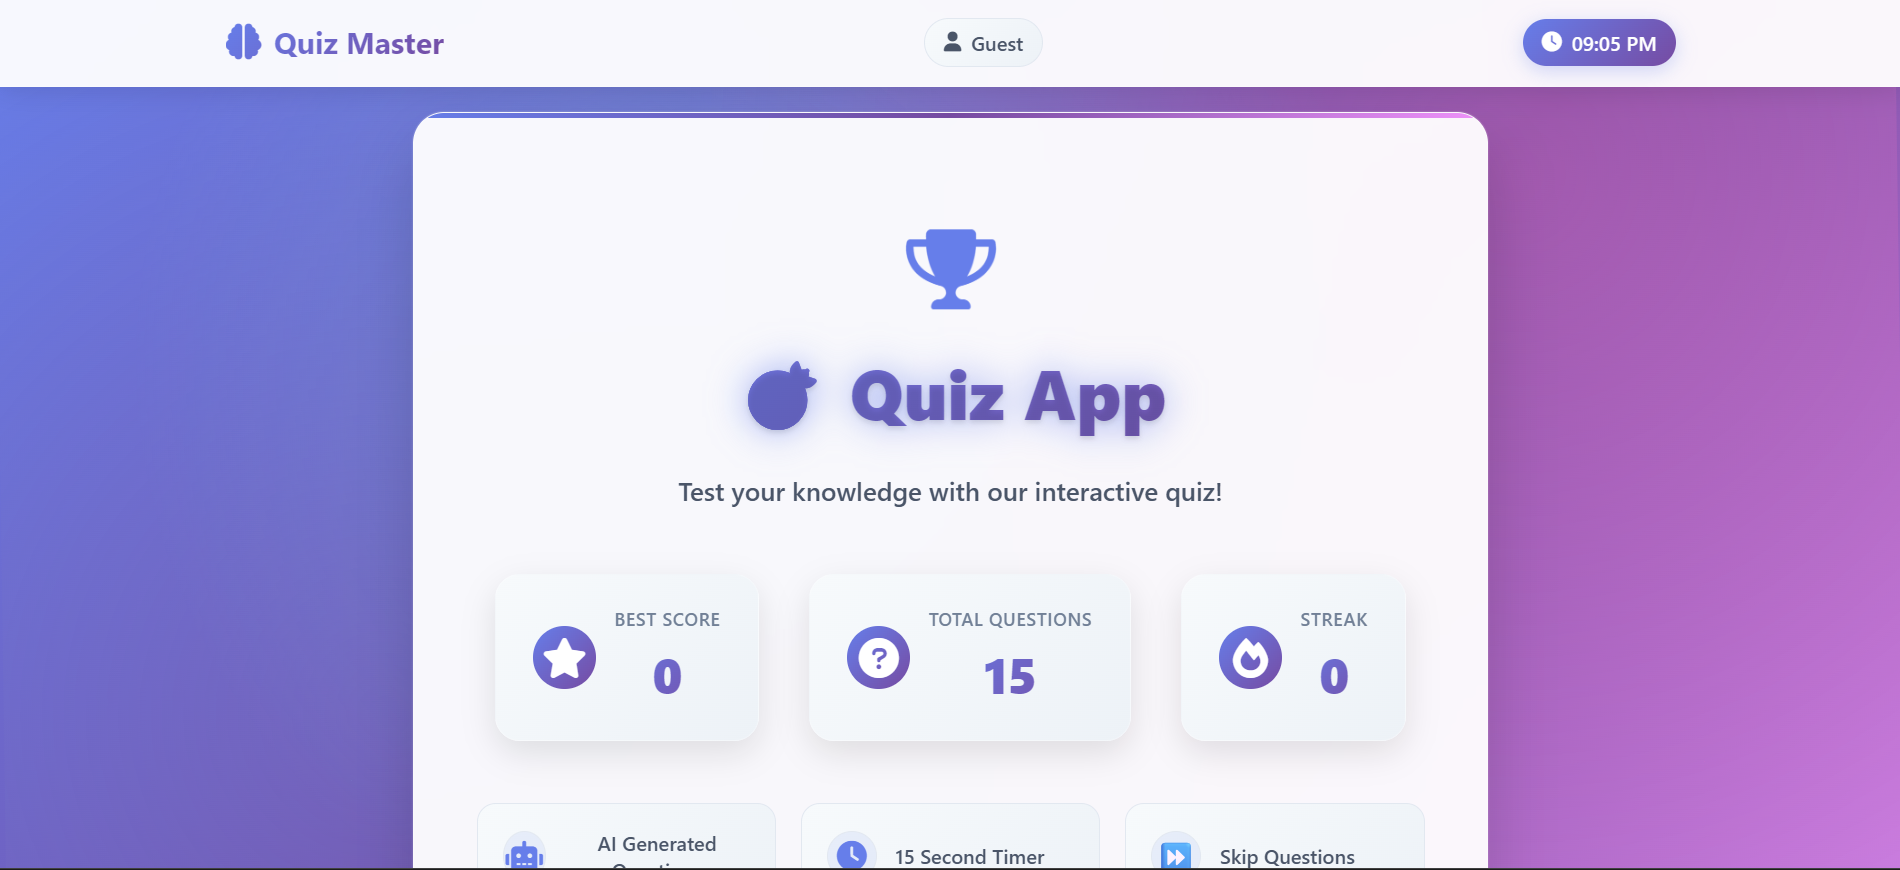 Quiz Master
Guest
09:05 PM
Quiz App
Test your knowledge with our interactive quiz!
BEST SCORE
0
TOTAL QUESTIONS
15
STREAK
0
AI Generated
15 Second Timer
Skip Questions